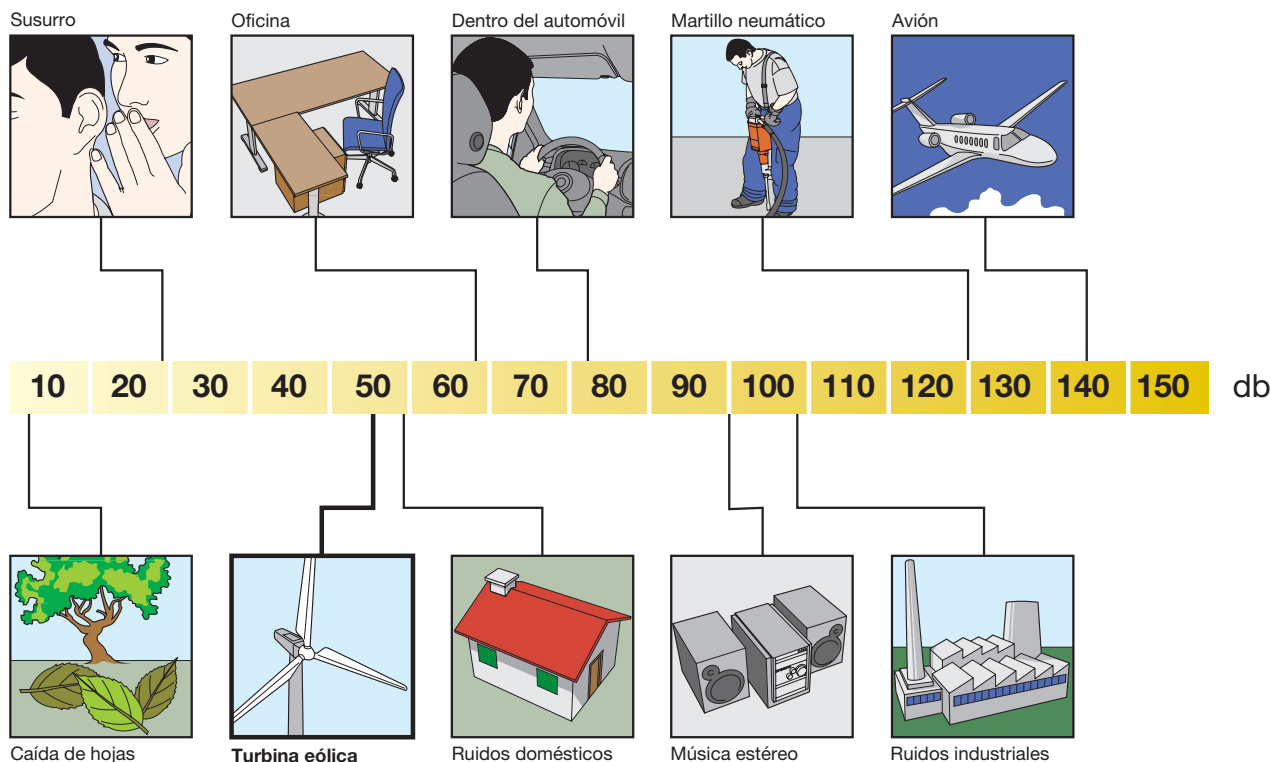 Susurro
Oficina
Dentro del automóvil
Martillo neumático
Avión
10 20 30 40 50 60 70 80 90 100 110 120 130 140 150 db
Caída de hojas
Turbina eólica
Ruidos domésticos
Música estéreo
Ruidos industriales